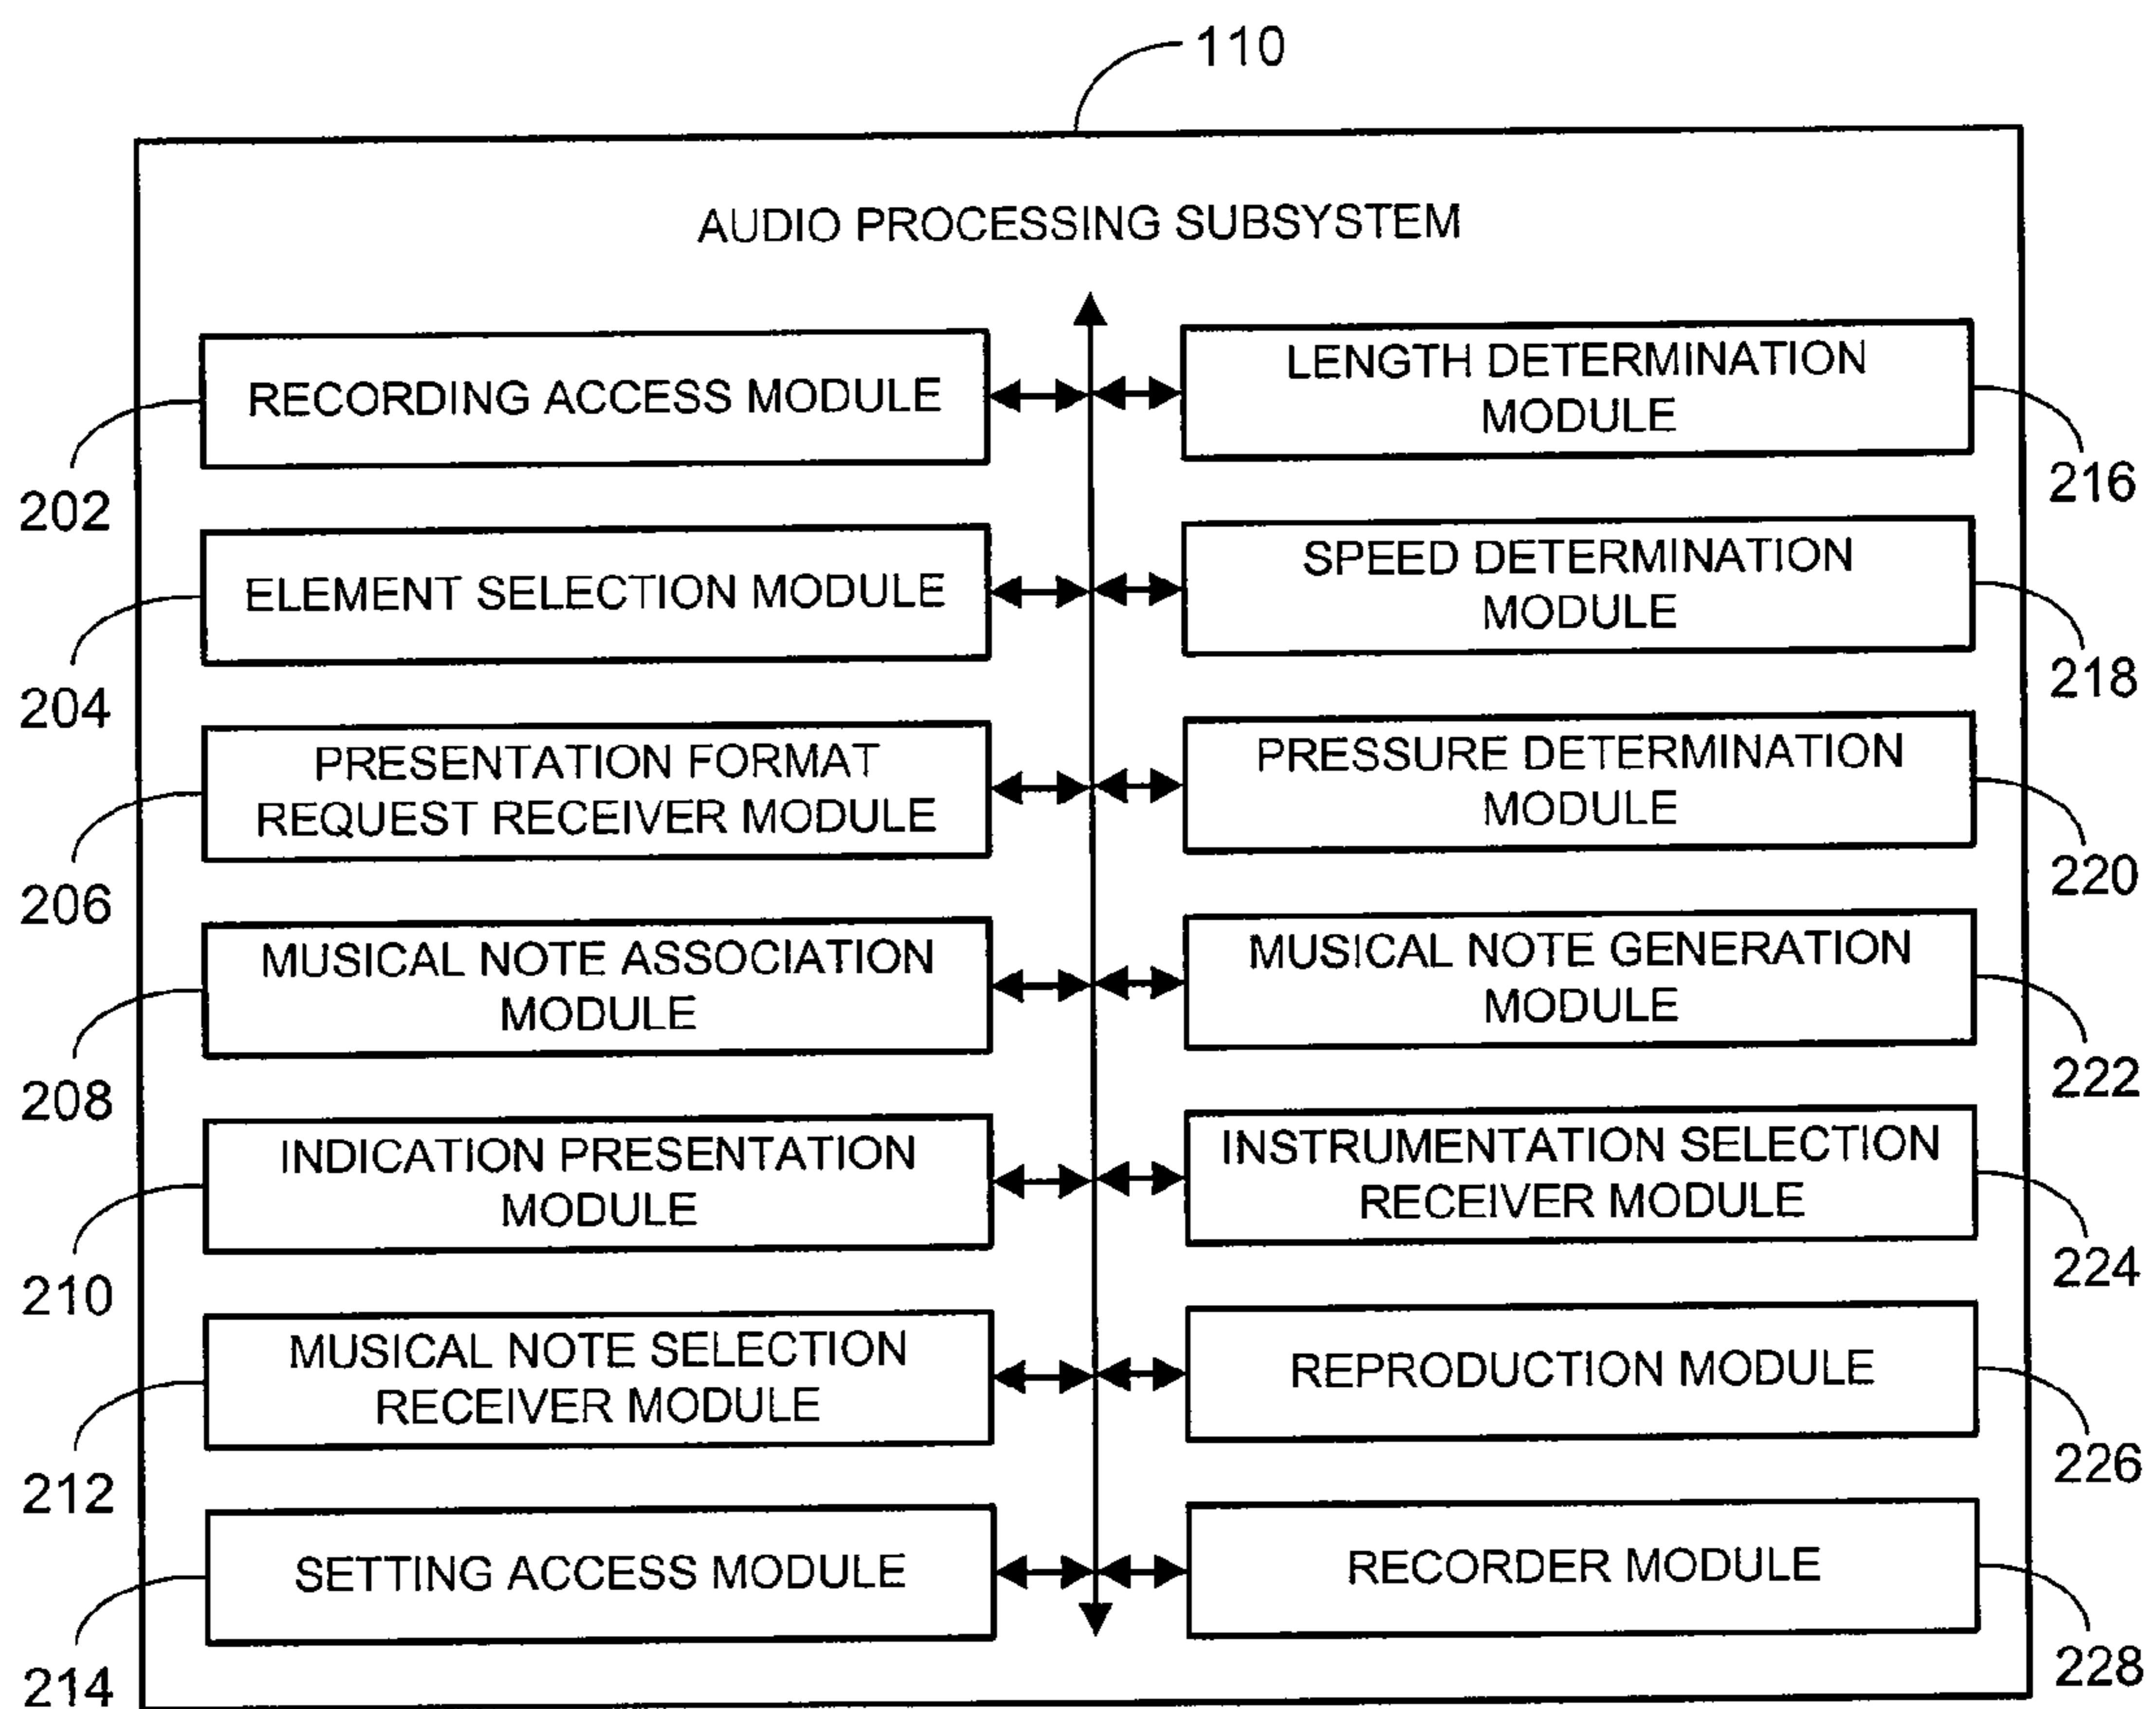 110
AUDIO PROCESSING SUBSYSTEM
RECORDING ACCESS MODULE
202
ELEMENT SELECTION MODULE
204
PRESENTATION FORMAT
REQUEST RECEIVER MODULE
206
MUSICAL NOTE ASSOCIATION
MODULE
208
INDICATION PRESENTATION
MODULE
210
MUSICAL NOTE SELECTION
RECEIVER MODULE
212
SETTING ACCESS MODULE
214
LENGTH DETERMINATION
MODULE
216
SPEED DETERMINATION
MODULE
218
PRESSURE DETERMINATION
MODULE
220
MUSICAL NOTE GENERATION
MODULE
222
INSTRUMENTATION SELECTION
RECEIVER MODULE
224
REPRODUCTION MODULE
226
RECORDER MODULE
228